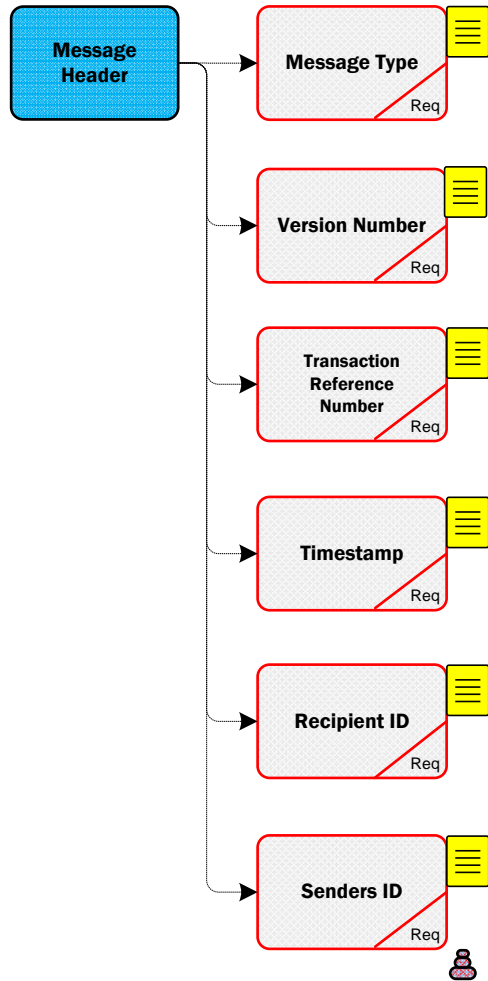 Message
Header
Message Type
Req
Version Number
Req
Transaction
Reference
Number
Req
Timestamp
Req
Recipient ID
Req
Senders ID
Req